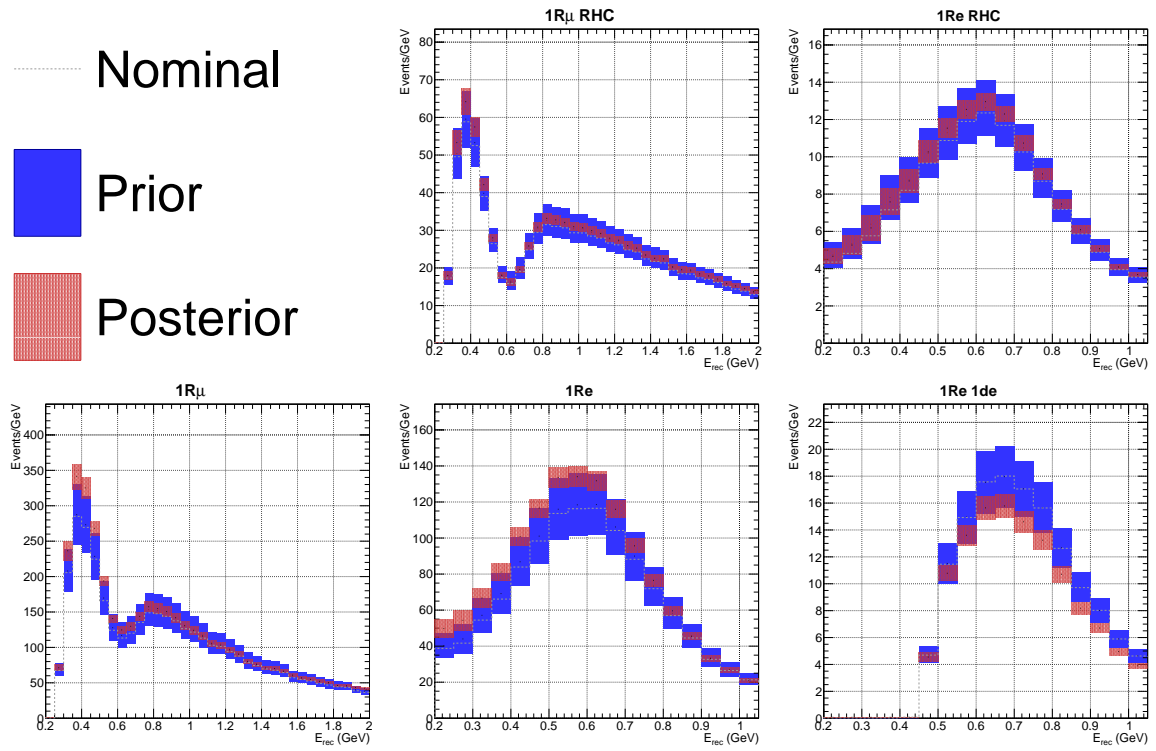 Nominal
Prior
Posterior
1Rμ RHC
Events/GeV
80
70
60
50
40
30
20
10
0
0.2 0.4 0.6 0.8 1 1.2 1.4 1.6 1.8 2
E_rec (GeV)
1Re RHC
Events/GeV
16
14
12
10
8
6
4
2
0
0.2 0.3 0.4 0.5 0.6 0.7 0.8 0.9 1
E_rec (GeV)
1Rμ
Events/GeV
400
350
300
250
200
150
100
50
0
0.2 0.4 0.6 0.8 1 1.2 1.4 1.6 1.8 2
E_rec (GeV)
1Re
Events/GeV
160
140
120
100
80
60
40
20
0
0.2 0.3 0.4 0.5 0.6 0.7 0.8 0.9 1
E_rec (GeV)
1Re 1de
Events/GeV
22
20
18
16
14
12
10
8
6
4
2
0
0.2 0.3 0.4 0.5 0.6 0.7 0.8 0.9 1
E_rec (GeV)